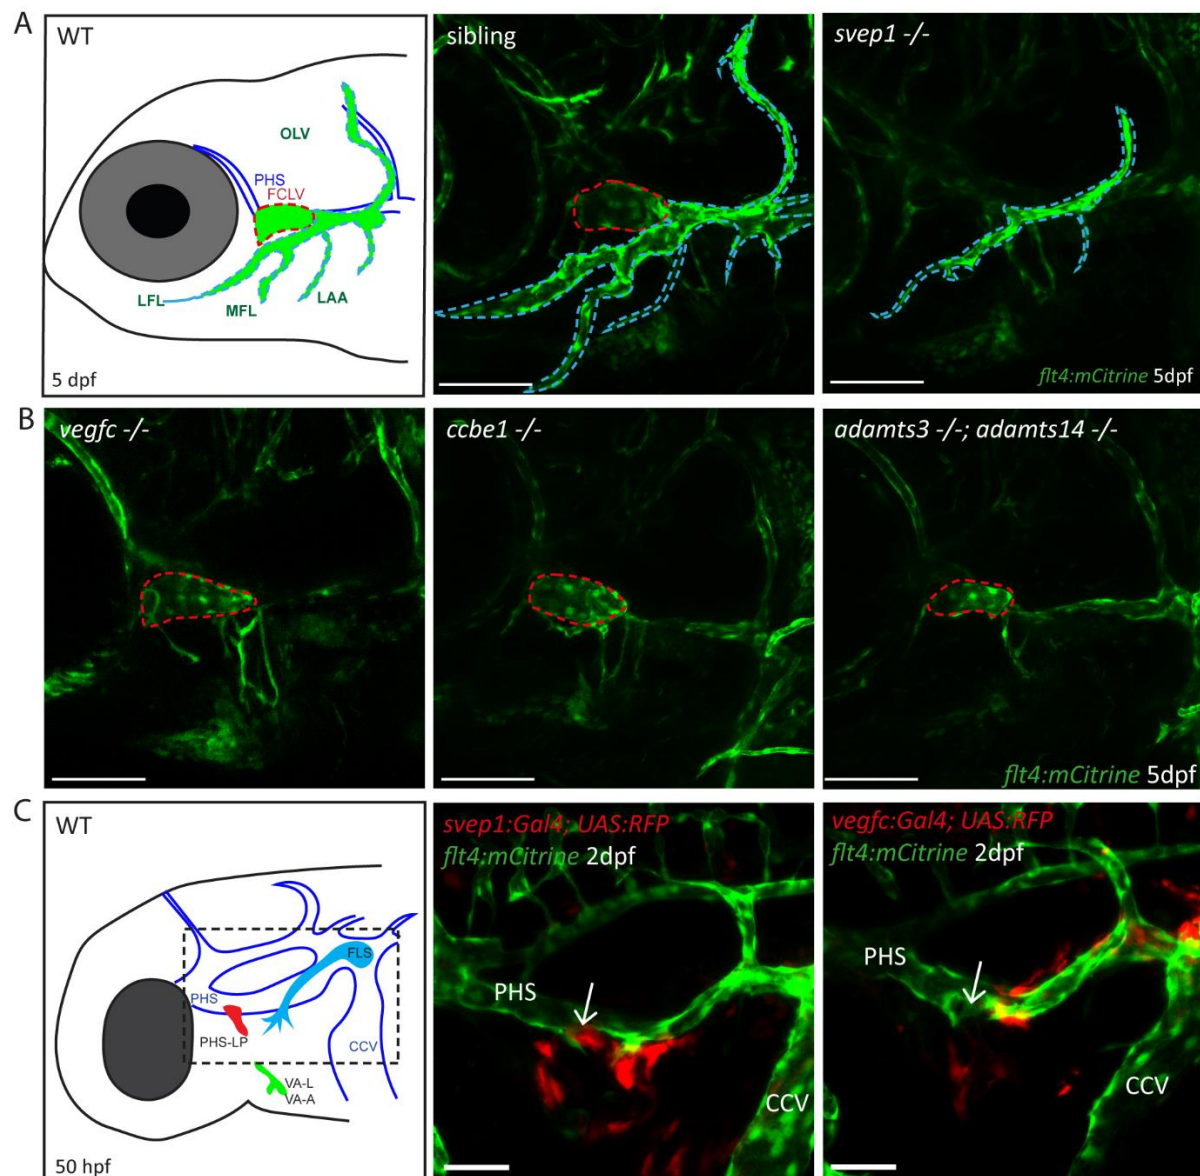 A
WT
OLV
PHS
FCLV
LFL
MFL
LAA
5 dpf
sibling
svep1 -/-
flt4:mCitrine 5dpf
B
vegfc -/-
ccbe1 -/-
adamts3 -/-; adamts14 -/-
flt4:mCitrine 5dpf
C
WT
FLS
PHS
PHS-LP
CCV
VA-L
VA-A
50 hpf
svep1:Gal4; UAS:RFP
flt4:mCitrine 2dpf
PHS
CCV
vegfc:Gal4; UAS:RFP
flt4:mCitrine 2dpf
PHS
CCV